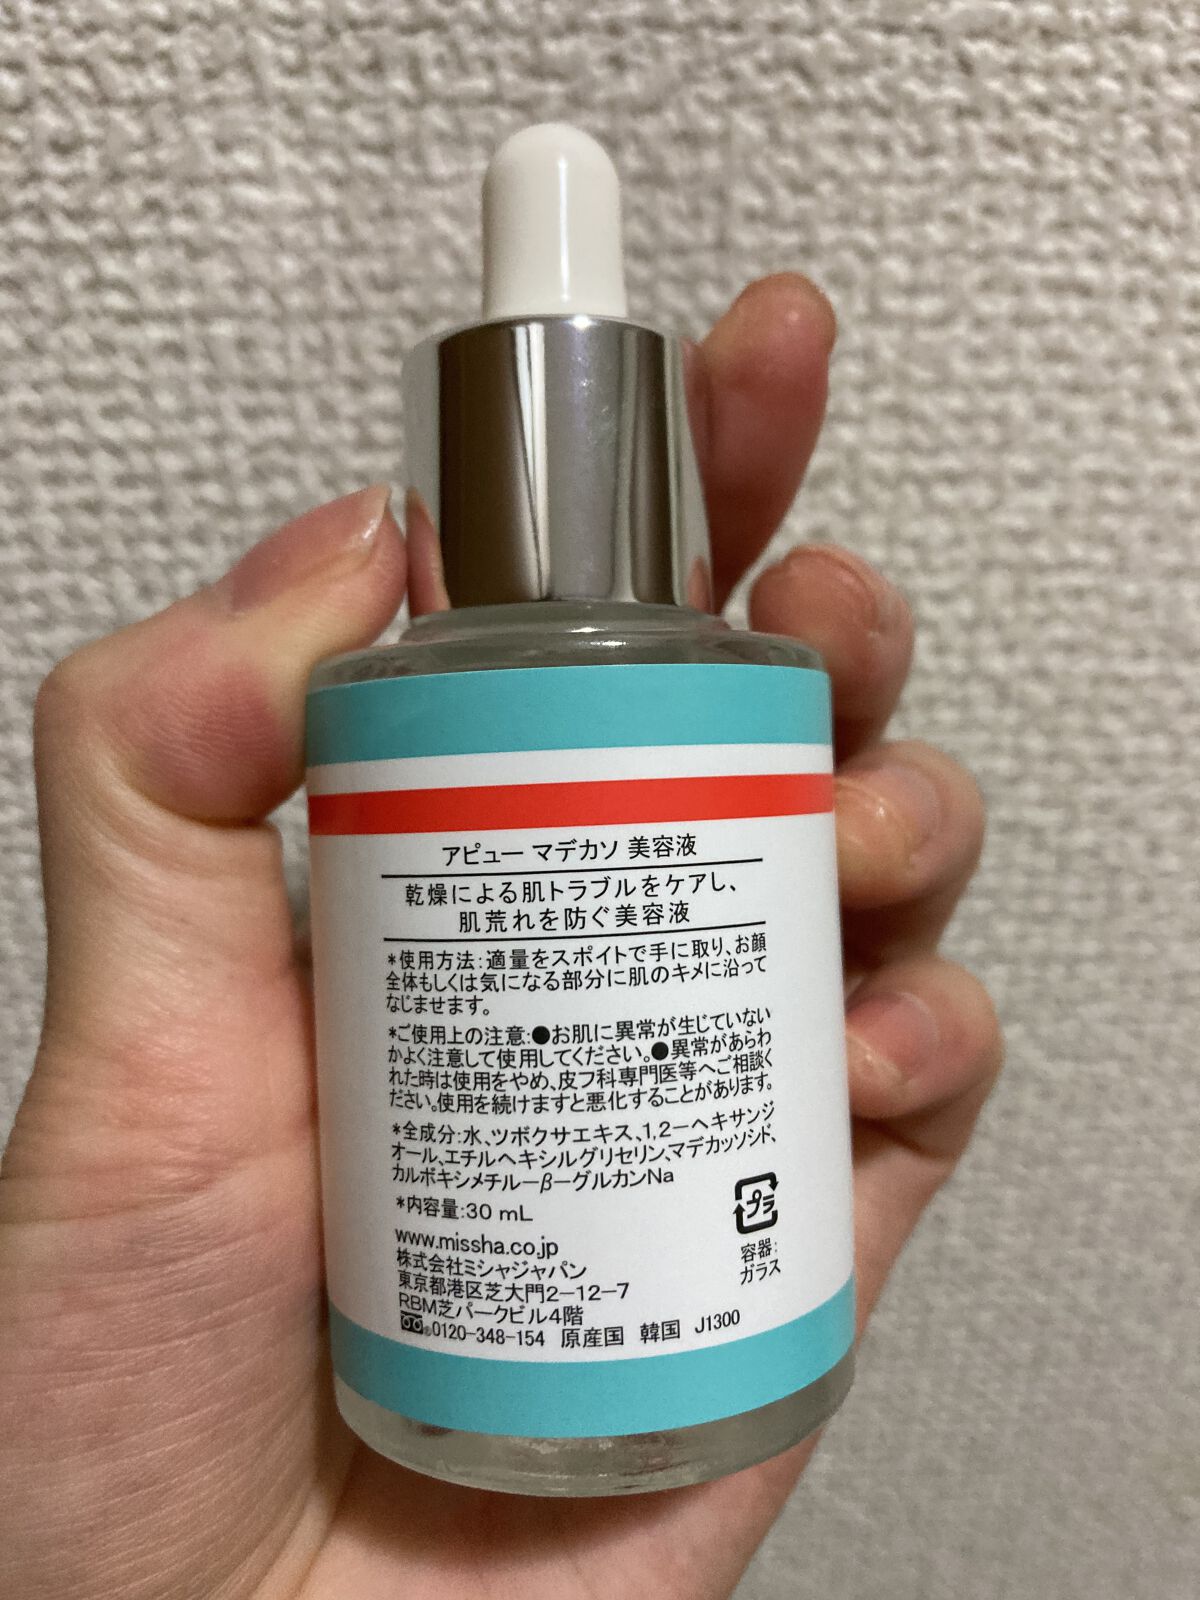 アピュー マデカソ 美容液
乾燥による肌トラブルをケアし、
肌荒れを防ぐ美容液
*使用方法:適量をスポイトで手に取り、お顔
全体もしくは気になる部分に肌のキメに沿って
なじませます。
*ご使用上の注意:●お肌に異常が生じていない
かよく注意して使用してください。●異常があらわ
れた時は使用をやめ、皮フ科専門医等へご相談く
ださい。使用を続けますと悪化することがあります。
*全成分:水、ツボクサエキス、1,2-ヘキサンジ
オール、エチルヘキシルグリセリン、マデカッソシド、
カルボキシメチル-β-グルカンNa
*内容量:30 mL
プラ
容器:
ガラス
www.missha.co.jp
株式会社ミシャジャパン
東京都港区芝大門2-12-7
RBM芝パークビル4階
0120-348-154 原産国 韓国 J1300